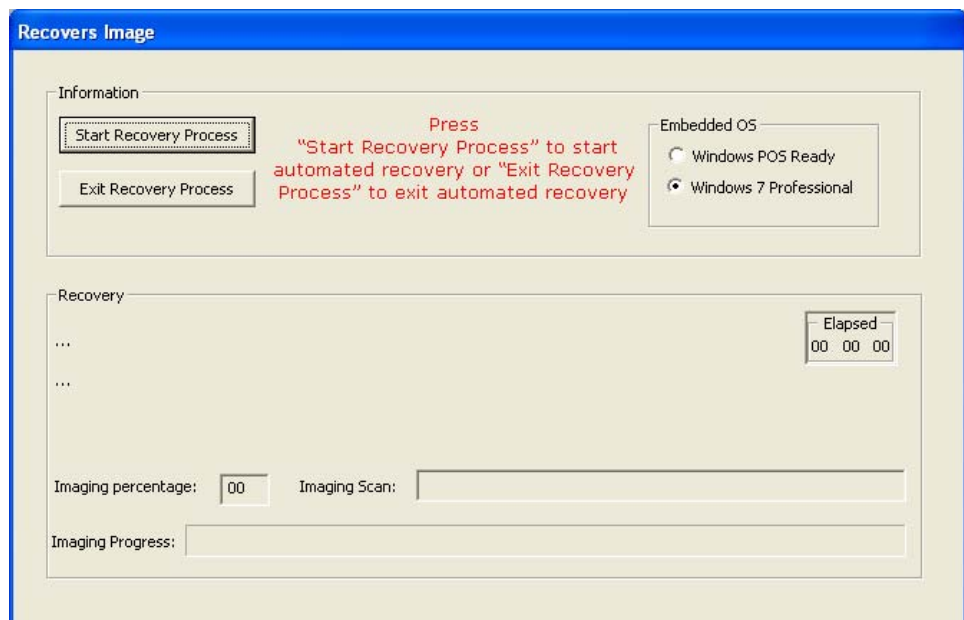 Recovers Image
Information
Start Recovery Process
Exit Recovery Process
Press
"Start Recovery Process" to start
automated recovery or "Exit Recovery
Process" to exit automated recovery
Embedded OS
Windows POS Ready
Windows 7 Professional
Recovery
...
...
Elapsed
00 00 00
Imaging percentage: 00 Imaging Scan:
Imaging Progress: